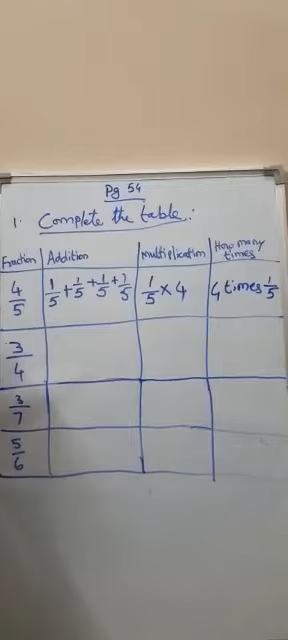 Pg 54
1. Complete the table:
Fraction Addition Multiplication How many times
4/5 1/5 + 1/5 + 1/5 + 1/5 1/5 × 4 4 times 1/5
3/4
3/7
5/6